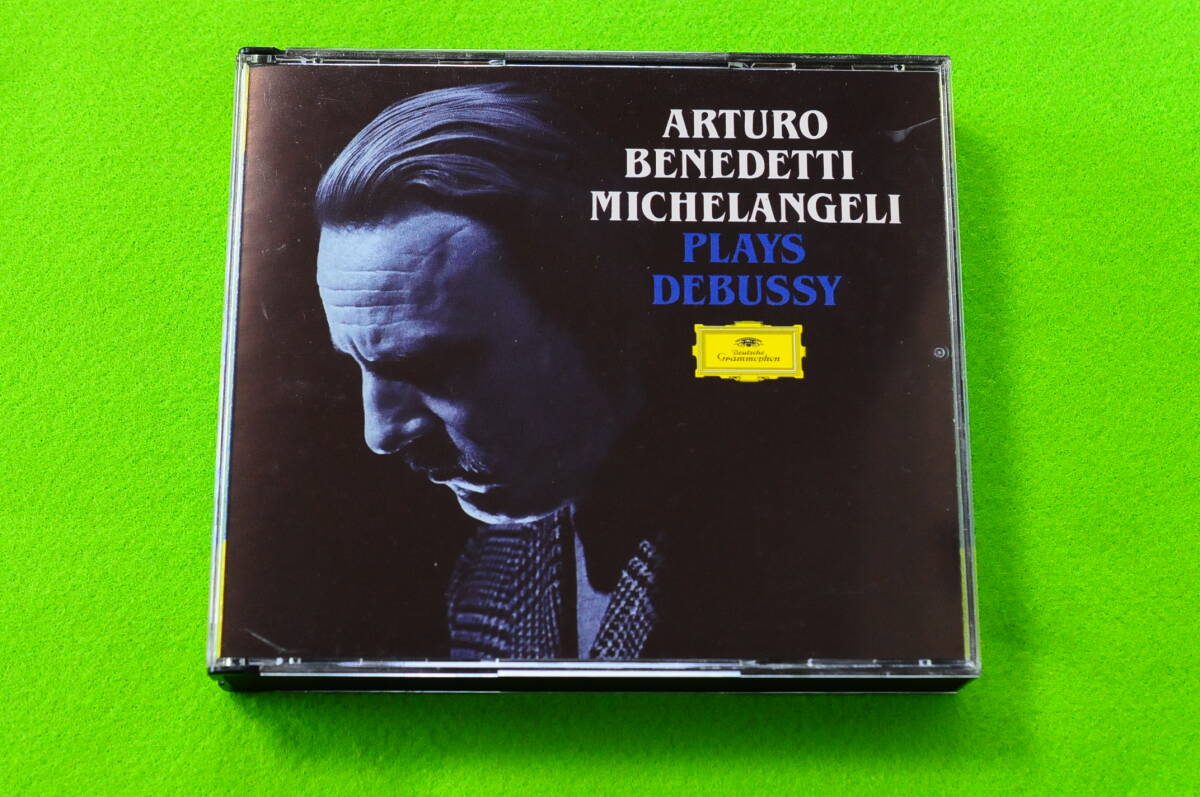 ARTURO
BENEDETTI
MICHELANGELI
PLAYS
DEBUSSY
Deutsche
Grammophon